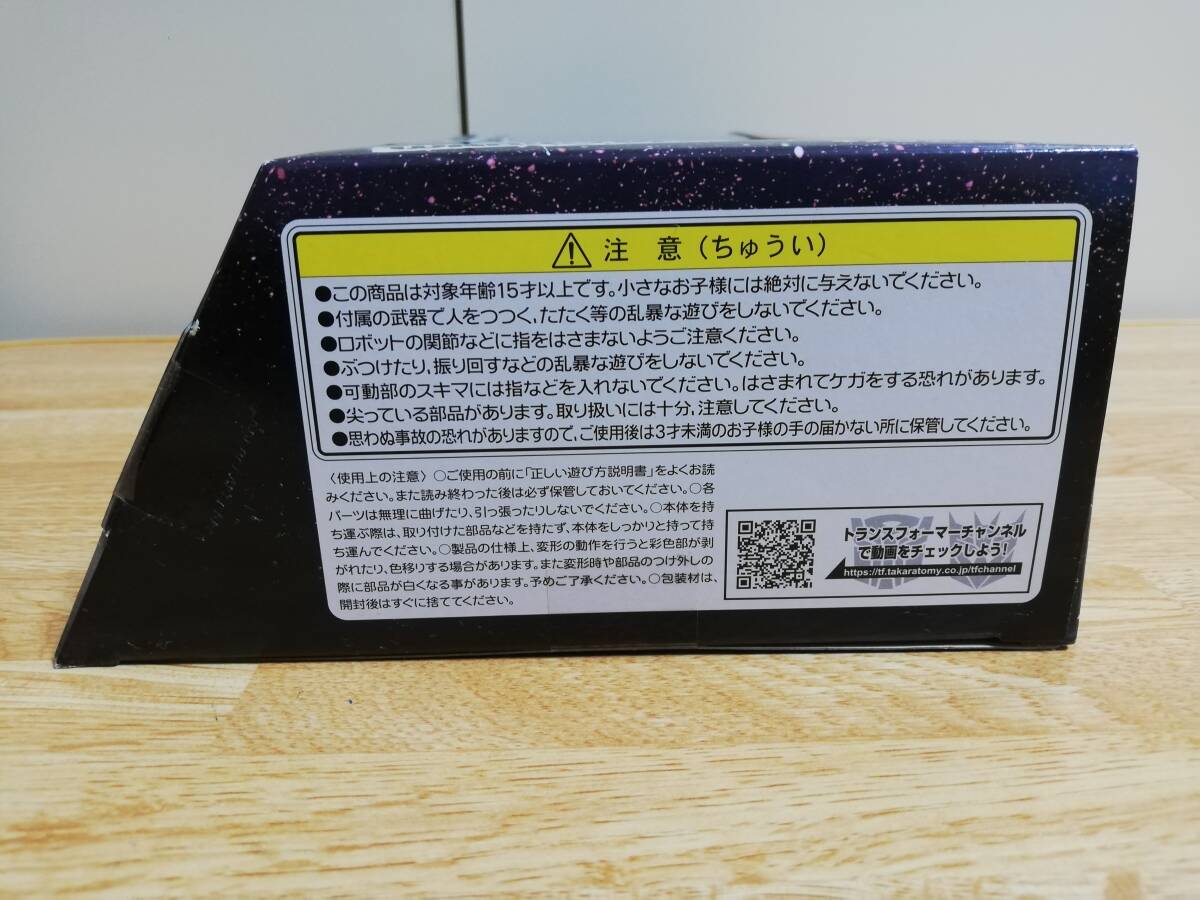 注 意 (ちゅうい)
●この商品は対象年齢15才以上です。小さなお子様には絶対に与えないでください。
●付属の武器で人をつつく,たたく等の乱暴な遊びをしないでください。
●ロボットの関節などに指をはさまないようご注意ください。
●ぶつけたり,振り回すなどの乱暴な遊びをしないでください。
●可動部のスキマには指などを入れないでください。はさまれてケガをする恐れがあります。
●尖っている部品があります。取り扱いには十分,注意してください。
●思わぬ事故の恐れがありますので,ご使用後は3才未満のお子様の手の届かない所に保管してください。
〈使用上の注意〉○ご使用の前に「正しい遊び方説明書」をよくお読
みください。また読み終わった後は必ず保管しておいてください。○各
パーツは無理に曲げたり,引っ張ったりしないでください。○本体を持
ち運ぶ際は、取り付けた部品などを持たず、本体をしっかりと持って持
ち運んでください。○製品の仕様上、変形の動作を行うと彩色部が剥
がれたり、色移りする場合があります。また変形時や部品のつけ外しの
際に部品が白くなる事があります。予めご了承ください。○包装材は、
開封後はすぐに捨ててください。
トランスフォーマーチャンネル
で動画をチェックしよう!
https://tf.takaratomy.co.jp/tfchannel